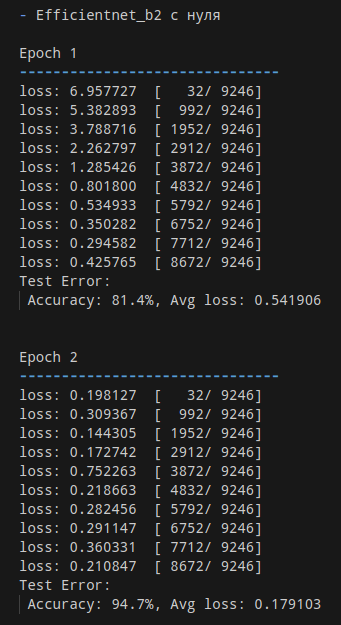 - Efficientnet_b2 с нуля
Epoch 1
-------------------------------
loss: 6.957727  [   32/ 9246]
loss: 5.382893  [  992/ 9246]
loss: 3.788716  [ 1952/ 9246]
loss: 2.262797  [ 2912/ 9246]
loss: 1.285426  [ 3872/ 9246]
loss: 0.801800  [ 4832/ 9246]
loss: 0.534933  [ 5792/ 9246]
loss: 0.350282  [ 6752/ 9246]
loss: 0.294582  [ 7712/ 9246]
loss: 0.425765  [ 8672/ 9246]
Test Error:
Accuracy: 81.4%, Avg loss: 0.541906
Epoch 2
-------------------------------
loss: 0.198127  [   32/ 9246]
loss: 0.309367  [  992/ 9246]
loss: 0.144305  [ 1952/ 9246]
loss: 0.172742  [ 2912/ 9246]
loss: 0.752263  [ 3872/ 9246]
loss: 0.218663  [ 4832/ 9246]
loss: 0.282456  [ 5792/ 9246]
loss: 0.291147  [ 6752/ 9246]
loss: 0.360331  [ 7712/ 9246]
loss: 0.210847  [ 8672/ 9246]
Test Error:
Accuracy: 94.7%, Avg loss: 0.179103